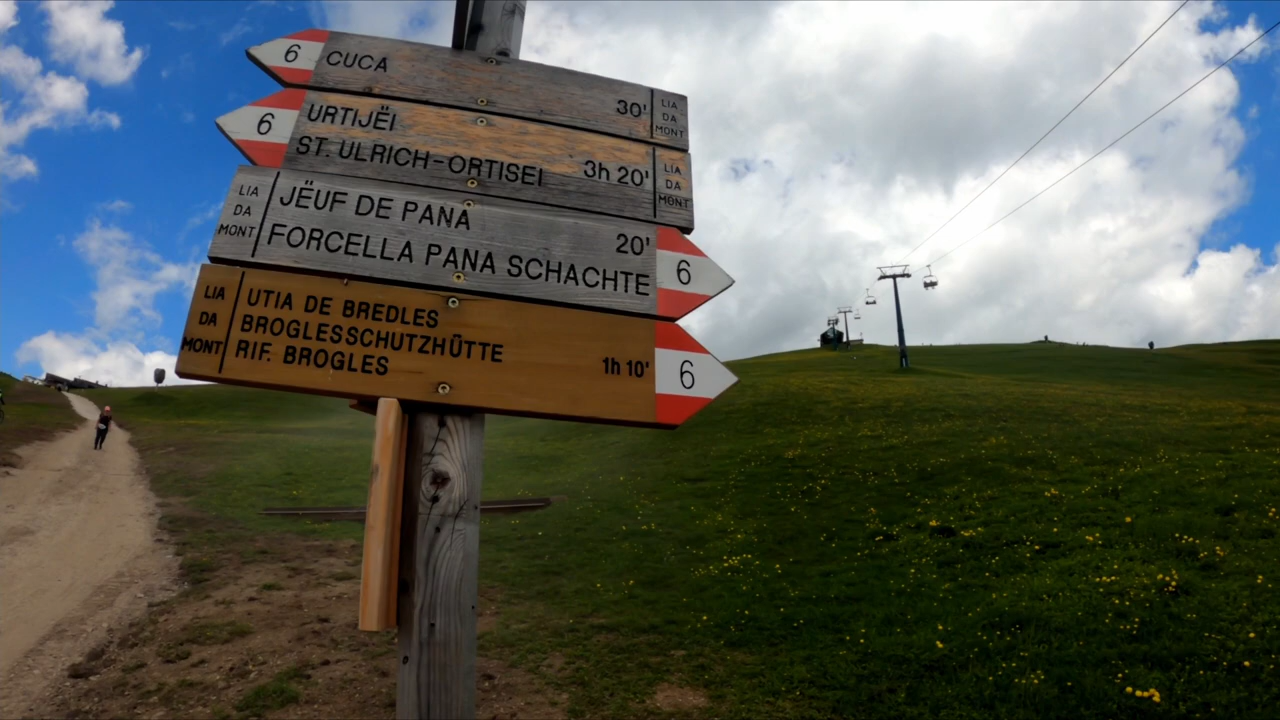 6 CUCA 30' LIA DA MONT
6 URTIJËI
ST. ULRICH-ORTISEI 3h 20' LIA DA MONT
LIA DA MONT JËUF DE PANA 20'
FORCELLA PANA SCHACHTE 6
LIA DA MONT UTIA DE BREDLES
BROGLESSCHUTZHÜTTE
RIF. BROGLES 1h 10' 6